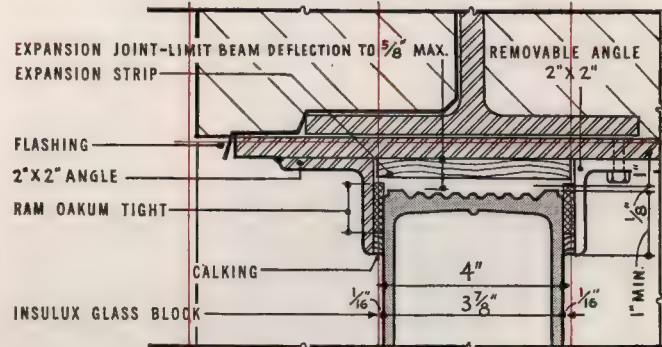 EXPANSION JOINT-LIMIT BEAM DEFLECTION TO 5/8" MAX.
EXPANSION STRIP
REMOVABLE ANGLE
2" X 2"
FLASHING
2" X 2" ANGLE
RAM OAKUM TIGHT
1"
1/8"
1" MIN.
CALKING
4"
INSULUX GLASS BLOCK
1/16"
3 7/8"
1/16"